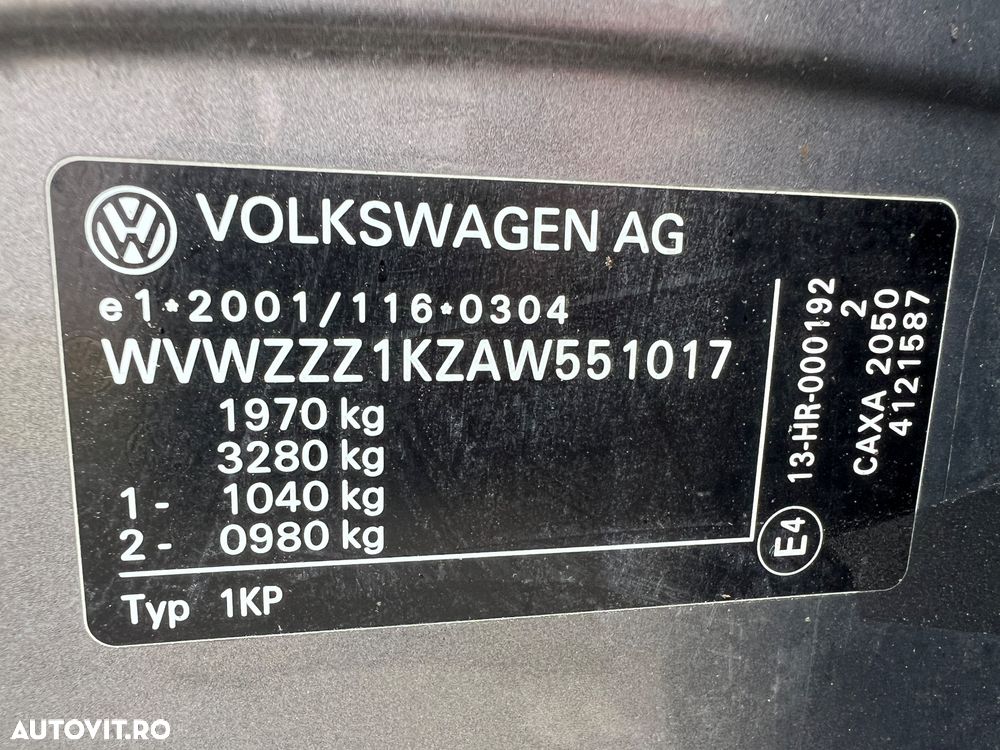 VOLKSWAGEN AG
e1*2001/116*0304
WVWZZZ1KZAW551017
1970 kg
3280 kg
1 - 1040 kg
2 - 0980 kg
Typ 1KP
13-HR-000192
2
CAXA 2050
4121587
E4
AUTOVIT.RO